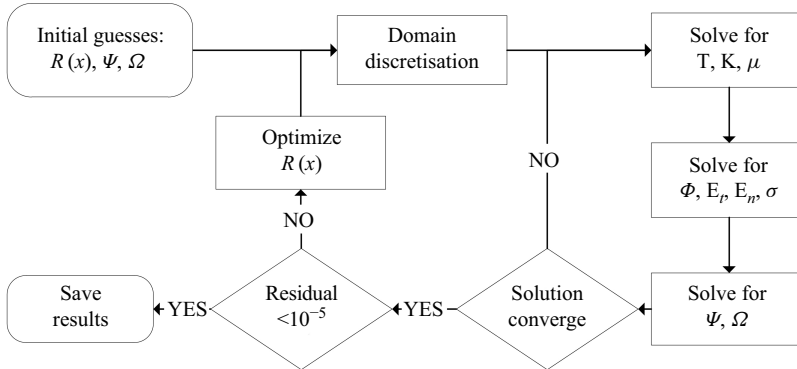 Initial guesses:
R (x), Ψ, Ω
Domain
discretisation
Solve for
T, K, μ
Optimize
R (x)
NO
Solve for
Φ, Eₜ, Eₙ, σ
NO
Save
results
YES
Residual
<10⁻⁵
YES
Solution
converge
Solve for
Ψ, Ω